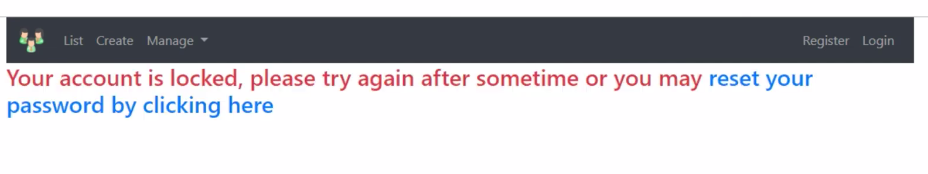 List Create Manage Register Login
Your account is locked, please try again after sometime or you may reset your
password by clicking here